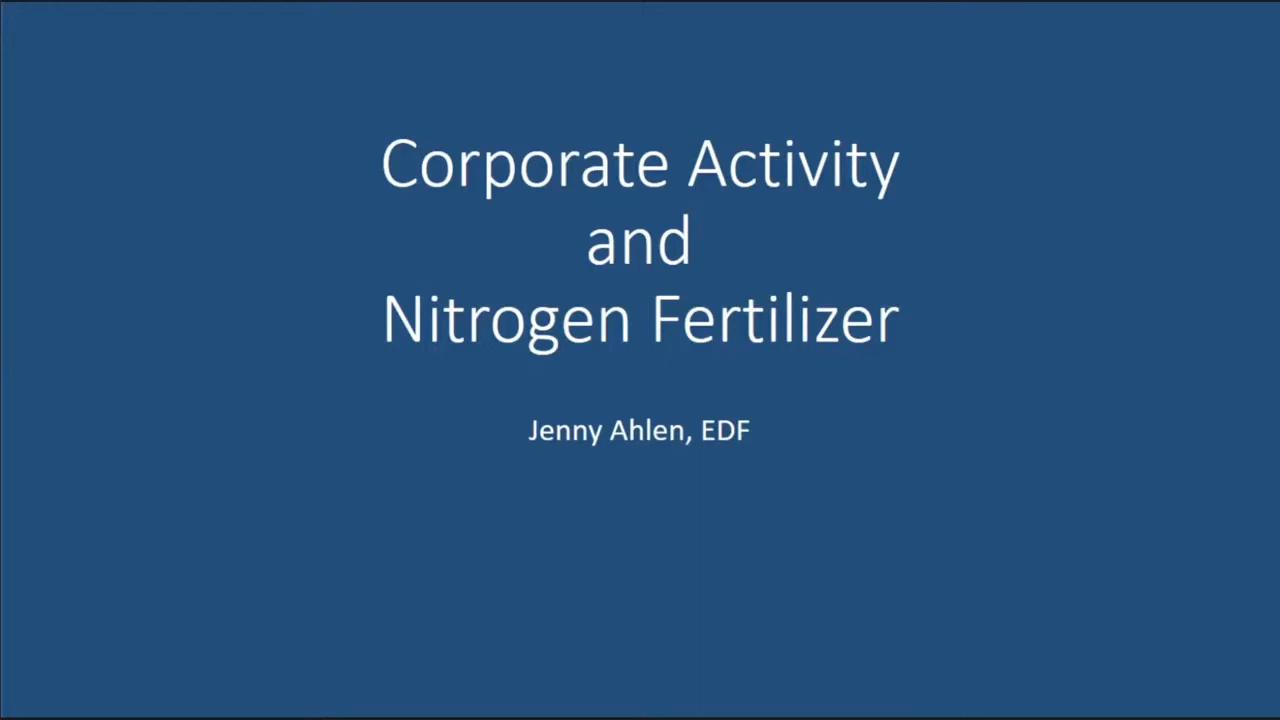 Corporate Activity
and
Nitrogen Fertilizer
Jenny Ahlen, EDF